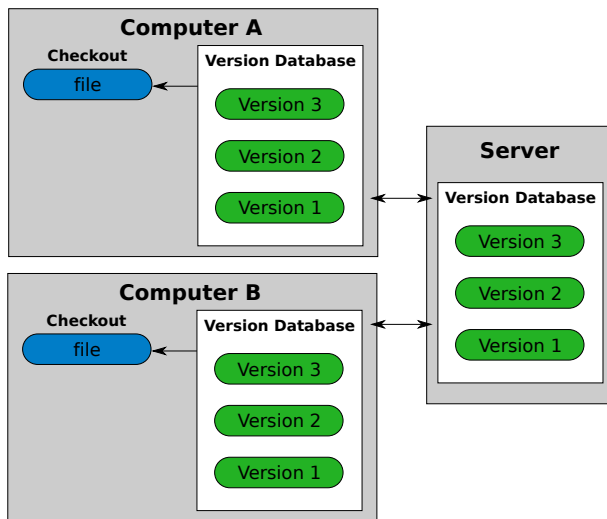 Computer A
Checkout
file
Version Database
Version 3
Version 2
Version 1
Server
Version Database
Version 3
Version 2
Version 1
Computer B
Checkout
file
Version Database
Version 3
Version 2
Version 1